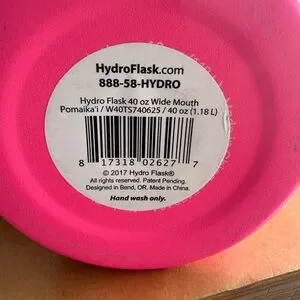 HydroFlask.com
888-58-HYDRO
Hydro Flask 40 oz Wide Mouth
Pomaika'i / W40TS740625 / 40 oz (1.18 L)
8 17318 02627 7
© 2017 Hydro Flask®
All rights reserved. Patent Pending.
Designed in Bend, OR. Made in China.
Hand wash only.